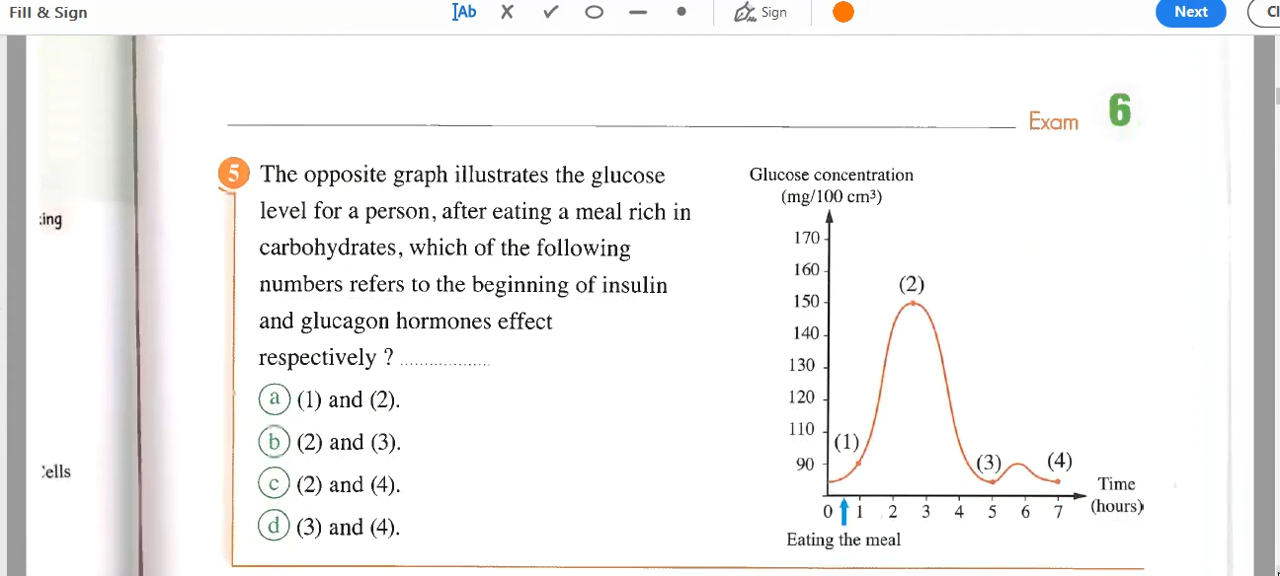 Fill & Sign
Ab
Sign
Next
Cl
Exam 6
:ing
5 The opposite graph illustrates the glucose
level for a person, after eating a meal rich in
carbohydrates, which of the following
numbers refers to the beginning of insulin
and glucagon hormones effect
respectively ? ...................
a (1) and (2).
b (2) and (3).
c (2) and (4).
d (3) and (4).
:ells
Glucose concentration
(mg/100 cm³)
170
160
150
140
130
120
110
90
(1)
(2)
(3)
(4)
0 1 2 3 4 5 6 7
Time
(hours)
Eating the meal